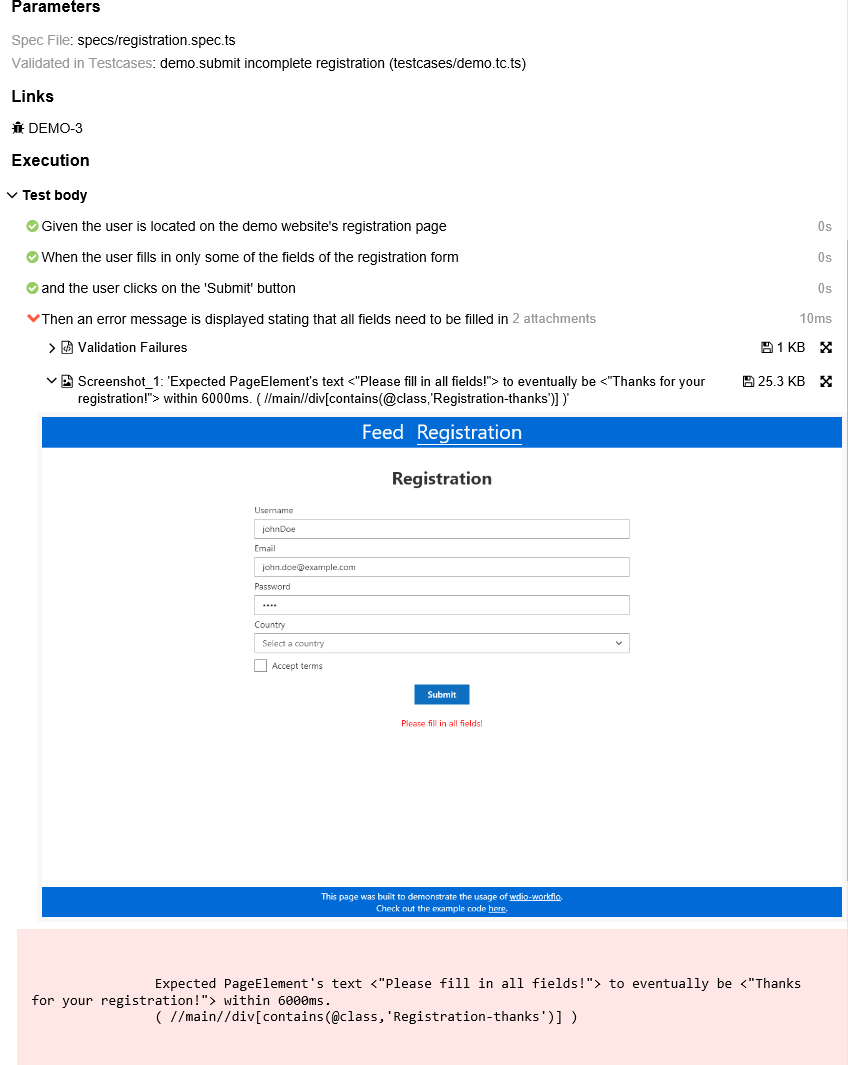 Parameters
Spec File: specs/registration.spec.ts
Validated in Testcases: demo.submit incomplete registration (testcases/demo.tc.ts)
Links
DEMO-3
Execution
Test body
Given the user is located on the demo website's registration page 0s
When the user fills in only some of the fields of the registration form 0s
and the user clicks on the 'Submit' button 0s
Then an error message is displayed stating that all fields need to be filled in 2 attachments 10ms
Validation Failures 1 KB
Screenshot_1: 'Expected PageElement's text <"Please fill in all fields!"> to eventually be <"Thanks for your 25.3 KB
registration!"> within 6000ms. ( //main//div[contains(@class,'Registration-thanks')] )'
Feed Registration
Registration
Username
johnDoe
Email
john.doe@example.com
Password
••••
Country
Select a country
Accept terms
Submit
Please fill in all fields!
This page was built to demonstrate the usage of wdio-workflo.
Check out the example code here.
Expected PageElement's text <"Please fill in all fields!"> to eventually be <"Thanks
for your registration!"> within 6000ms.
( //main//div[contains(@class,'Registration-thanks')] )